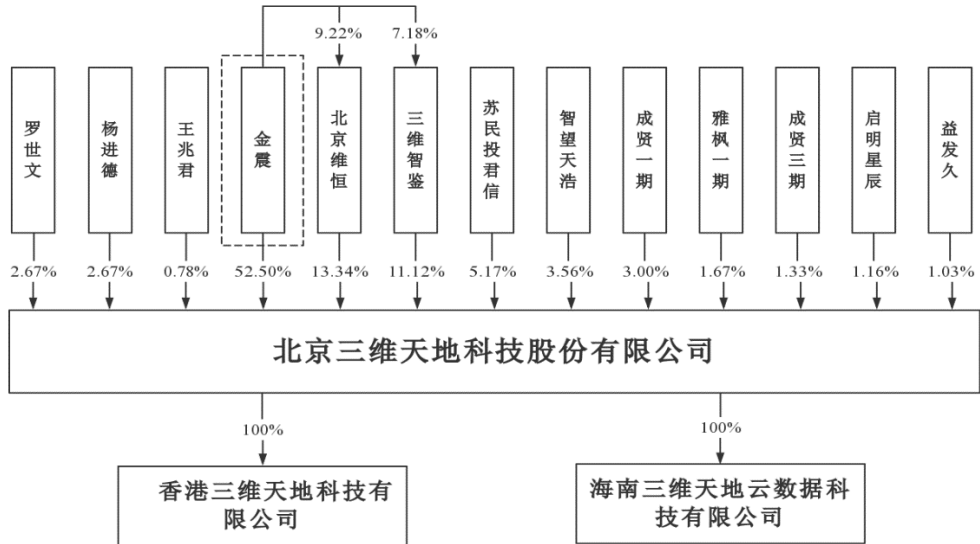 9.22%
7.18%
罗世文
杨进德
王兆君
金震
北京维恒
三维智鉴
苏民投君信
智望天浩
成贤一期
雅枫一期
成贤三期
启明星辰
益发久
2.67%
2.67%
0.78%
52.50%
13.34%
11.12%
5.17%
3.56%
3.00%
1.67%
1.33%
1.16%
1.03%
北京三维天地科技股份有限公司
100%
100%
香港三维天地科技有
限公司
海南三维天地云数据科
技有限公司